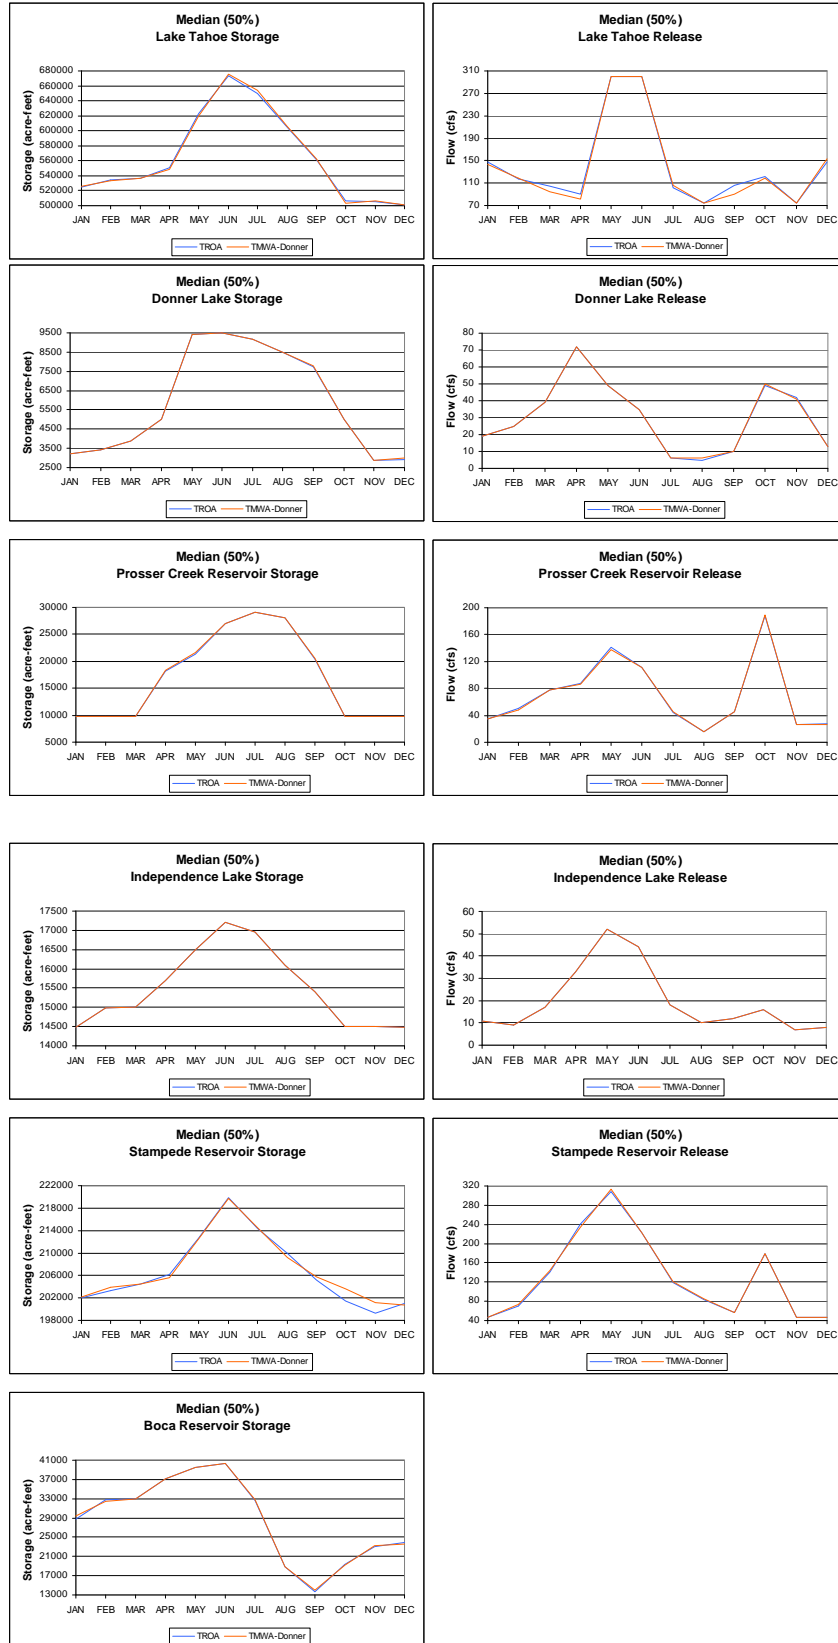 Median (50%)
Lake Tahoe Storage
Storage (acre-feet)
680000
660000
640000
620000
600000
580000
560000
540000
520000
500000
JAN FEB MAR APR MAY JUN JUL AUG SEP OCT NOV DEC
TROA TMWA-Donner
Median (50%)
Lake Tahoe Release
Flow (cfs)
310
270
230
190
150
110
70
JAN FEB MAR APR MAY JUN JUL AUG SEP OCT NOV DEC
TROA TMWA-Donner
Median (50%)
Donner Lake Storage
Storage (acre-feet)
9500
8500
7500
6500
5500
4500
3500
2500
JAN FEB MAR APR MAY JUN JUL AUG SEP OCT NOV DEC
TROA TMWA-Donner
Median (50%)
Donner Lake Release
Flow (cfs)
80
70
60
50
40
30
20
10
0
JAN FEB MAR APR MAY JUN JUL AUG SEP OCT NOV DEC
TROA TMWA-Donner
Median (50%)
Prosser Creek Reservoir Storage
Storage (acre-feet)
30000
25000
20000
15000
10000
5000
JAN FEB MAR APR MAY JUN JUL AUG SEP OCT NOV DEC
TROA TMWA-Donner
Median (50%)
Prosser Creek Reservoir Release
Flow (cfs)
200
160
120
80
40
0
JAN FEB MAR APR MAY JUN JUL AUG SEP OCT NOV DEC
TROA TMWA-Donner
Median (50%)
Independence Lake Storage
Storage (acre-feet)
17500
16500
16000
15000
14500
14000
JAN FEB MAR APR MAY JUN JUL AUG SEP OCT NOV DEC
TROA TMWA-Donner
Median (50%)
Independence Lake Release
Flow (cfs)
60
50
40
30
20
10
0
JAN FEB MAR APR MAY JUN JUL AUG SEP OCT NOV DEC
TROA TMWA-Donner
Median (50%)
Stampede Reservoir Storage
Storage (acre-feet)
222000
218000
214000
210000
206000
202000
198000
JAN FEB MAR APR MAY JUN JUL AUG SEP OCT NOV DEC
TROA TMWA-Donner
Median (50%)
Stampede Reservoir Release
Flow (cfs)
320
280
240
200
160
120
80
40
JAN FEB MAR APR MAY JUN JUL AUG SEP OCT NOV DEC
TROA TMWA-Donner
Median (50%)
Boca Reservoir Storage
Storage (acre-feet)
41000
37000
33000
29000
25000
21000
17000
13000
JAN FEB MAR APR MAY JUN JUL AUG SEP OCT NOV DEC
TROA TMWA-Donner